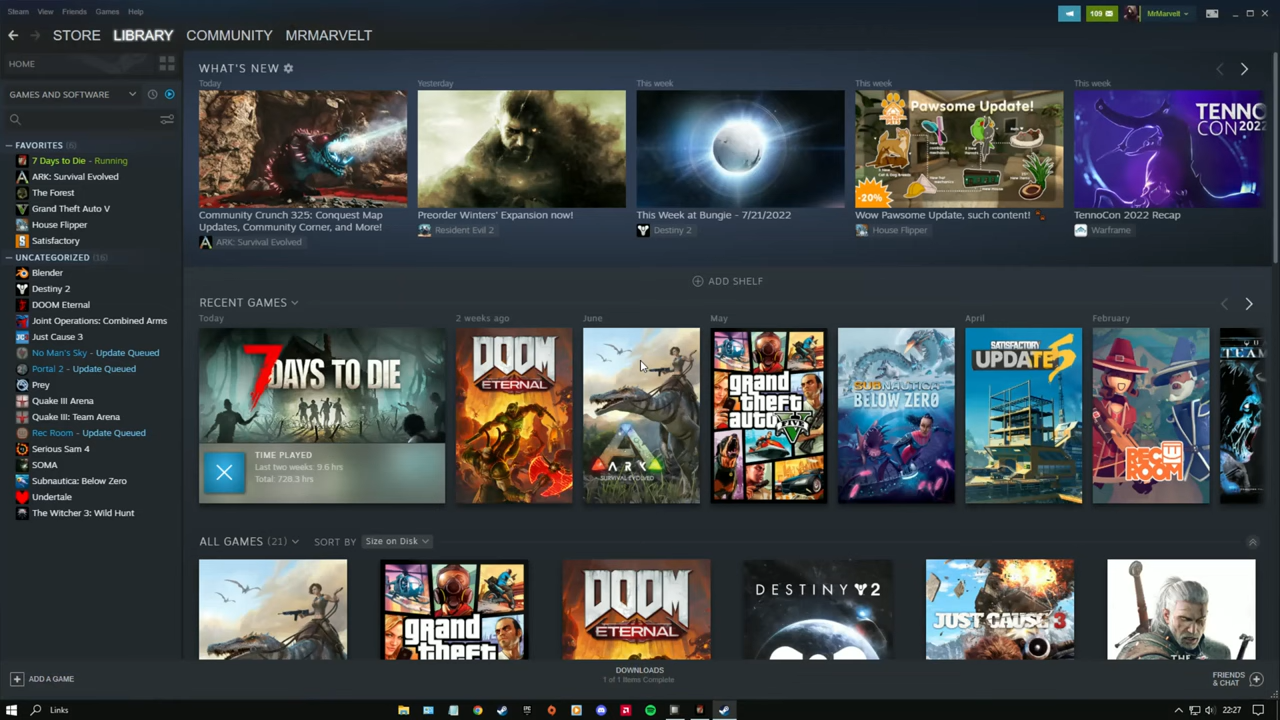 Steam View Friends Games Help
109 MrMarvelt
STORE LIBRARY COMMUNITY MRMARVELT
HOME
GAMES AND SOFTWARE
FAVORITES (6)
7 Days to Die - Running
ARK: Survival Evolved
The Forest
Grand Theft Auto V
House Flipper
Satisfactory
UNCATEGORIZED (16)
Blender
Destiny 2
DOOM Eternal
Joint Operations: Combined Arms
Just Cause 3
No Man's Sky - Update Queued
Portal 2 - Update Queued
Prey
Quake III Arena
Quake III: Team Arena
Rec Room - Update Queued
Serious Sam 4
SOMA
Subnautica: Below Zero
Undertale
The Witcher 3: Wild Hunt
WHAT'S NEW
Today
Community Crunch 325: Conquest Map
Updates, Community Corner, and More!
ARK: Survival Evolved
Yesterday
Preorder Winters' Expansion now!
Resident Evil 2
This week
This Week at Bungie - 7/21/2022
Destiny 2
This week
Pawsome Update!
-20%
Wow Pawsome Update, such content!
House Flipper
This week
TENNO
CON 2022
TennoCon 2022 Recap
Warframe
ADD SHELF
RECENT GAMES
Today
7 DAYS TO DIE
TIME PLAYED
Last two weeks: 9.6 hrs
Total: 728.3 hrs
2 weeks ago
DOOM
ETERNAL
June
ARK
SURVIVAL EVOLVED
May
grand
theft
auto
V
FIVE
SUBNAUTICA
BELOW ZERO
April
SATISFACTORY
UPDATE 5
February
REC
ROOM
ALL GAMES (21) SORT BY Size on Disk
grand
DOOM
ETERNAL
DESTINY 2
JUST CAUSE 3
THE
ADD A GAME
DOWNLOADS
1 of 1 Items Complete
FRIENDS
& CHAT
Links
22:27